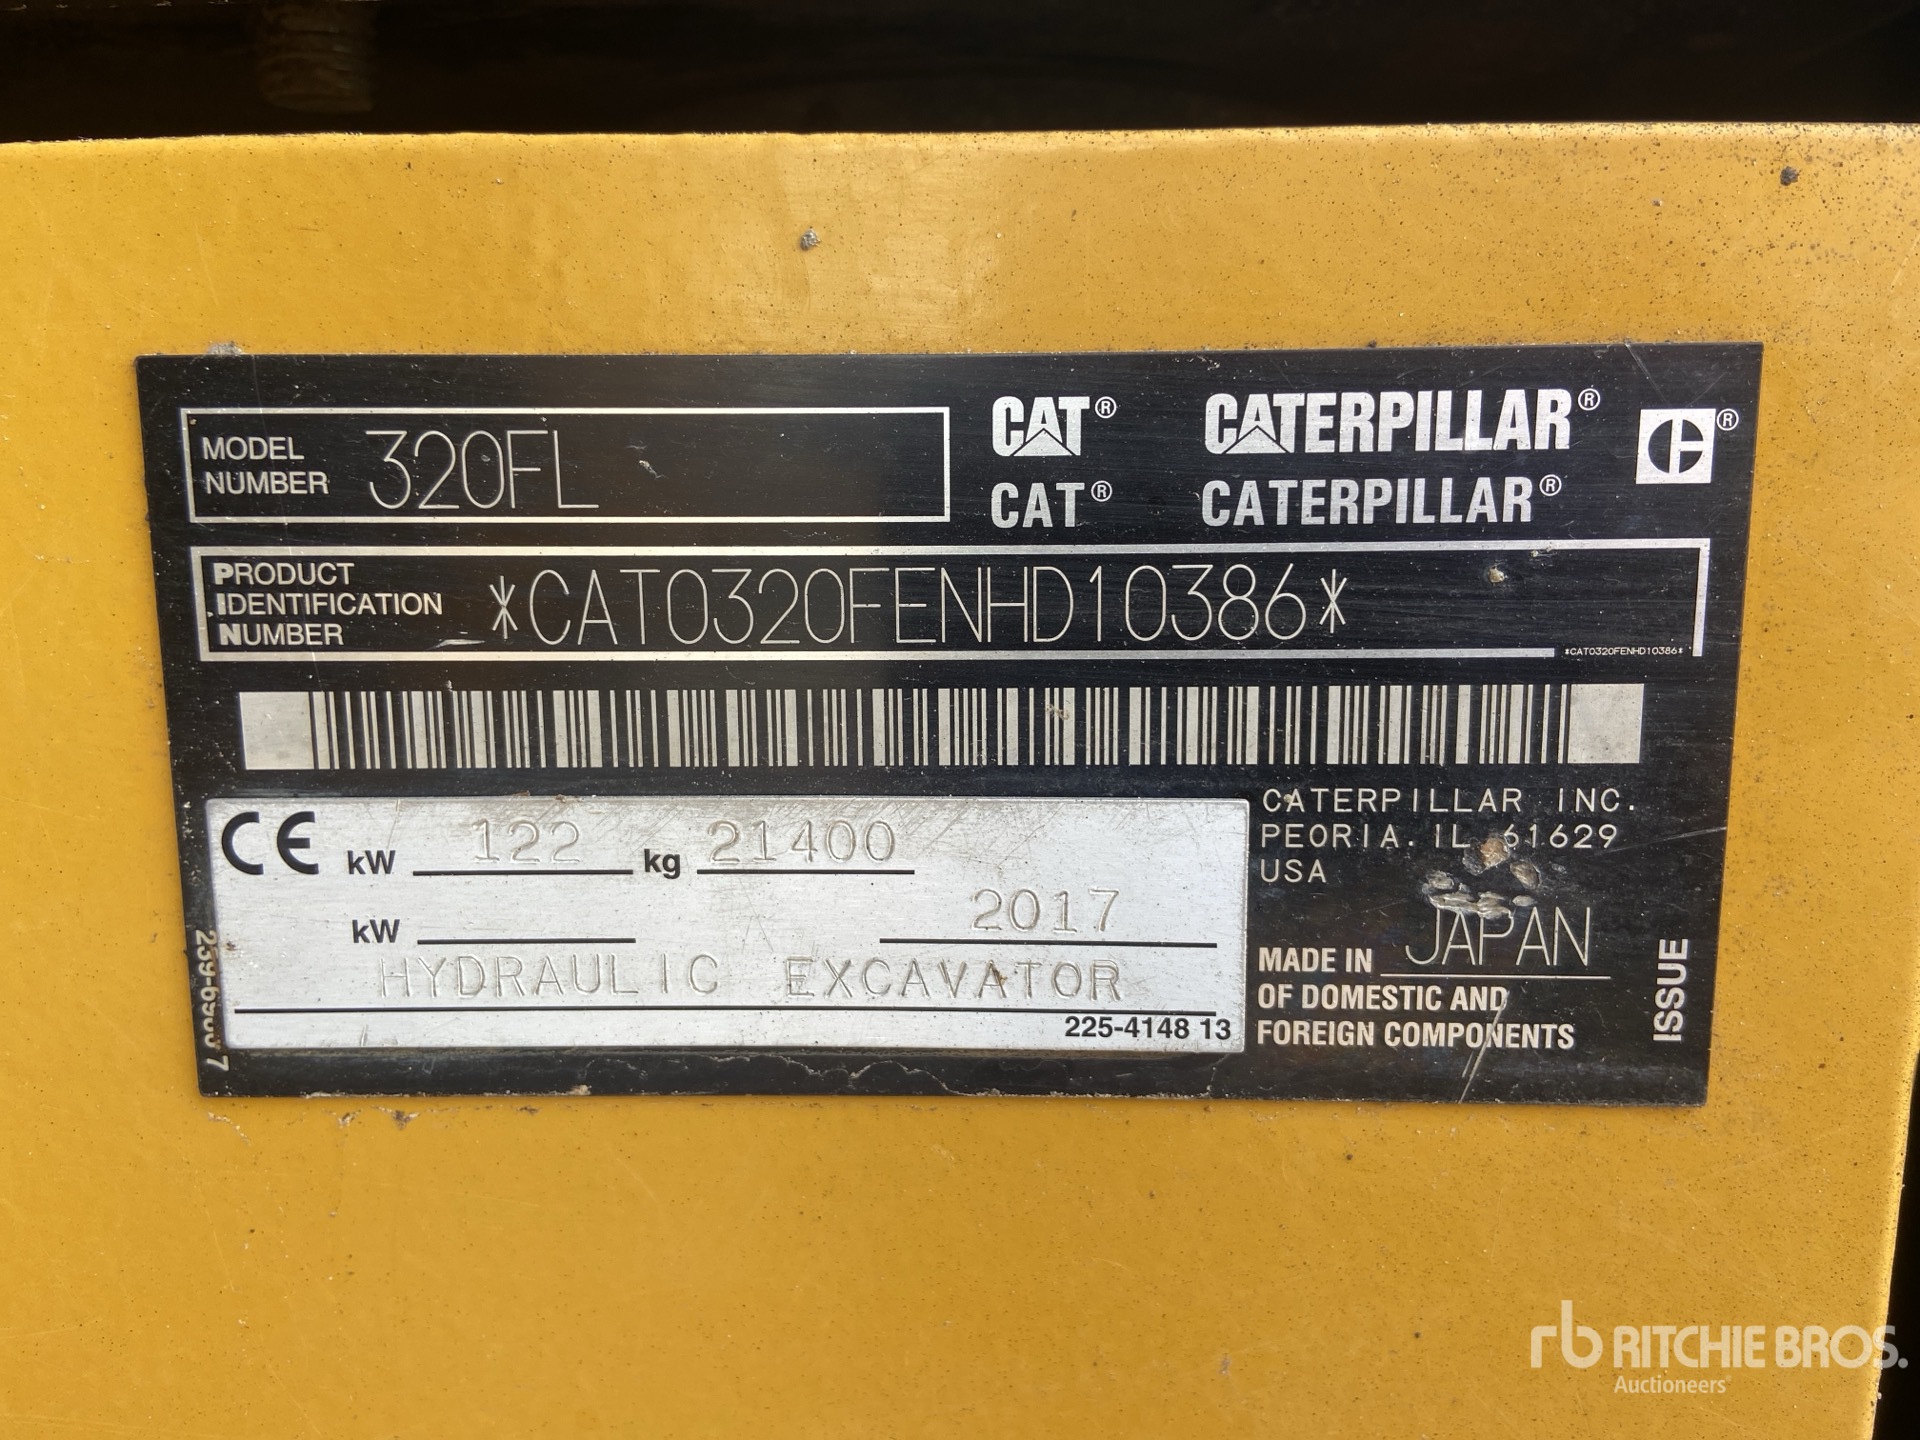 MODEL
NUMBER 320FL
CAT® CATERPILLAR® ®
CAT® CATERPILLAR®
PRODUCT
IDENTIFICATION
NUMBER *CAT0320FENHD10386*
*CAT0320FENHD10386*
CE kW 122 kg 21400
kW 2017
HYDRAULIC EXCAVATOR
225-4148 13
CATERPILLAR INC.
PEORIA. IL 61629
USA
MADE IN JAPAN
OF DOMESTIC AND
FOREIGN COMPONENTS
ISSUE
rb RITCHIE BROS.
Auctioneers